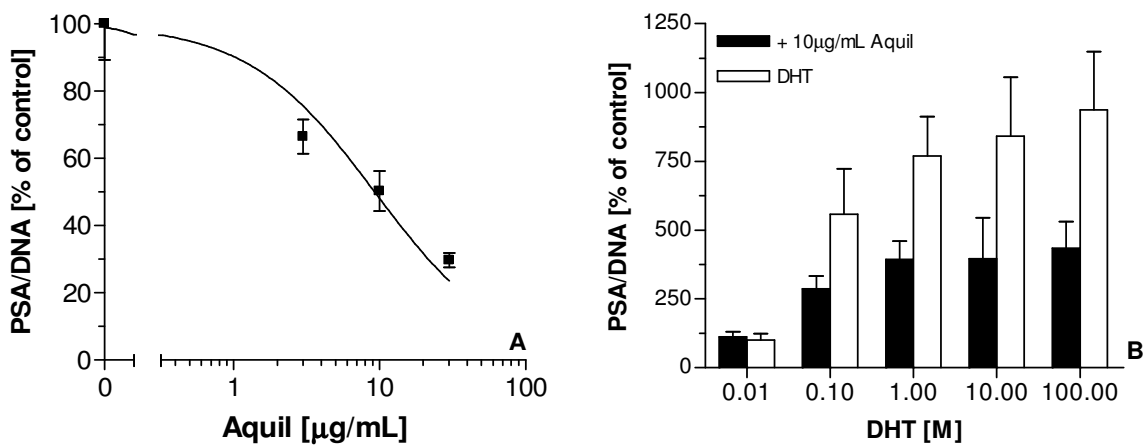 100
80
60
40
20
0
PSA/DNA [% of control]
0 1 10 100
Aquil [µg/mL]
A
1250
1000
750
500
250
0
PSA/DNA [% of control]
+ 10µg/mL Aquil
DHT
0.01 0.10 1.00 10.00 100.00
DHT [M]
B